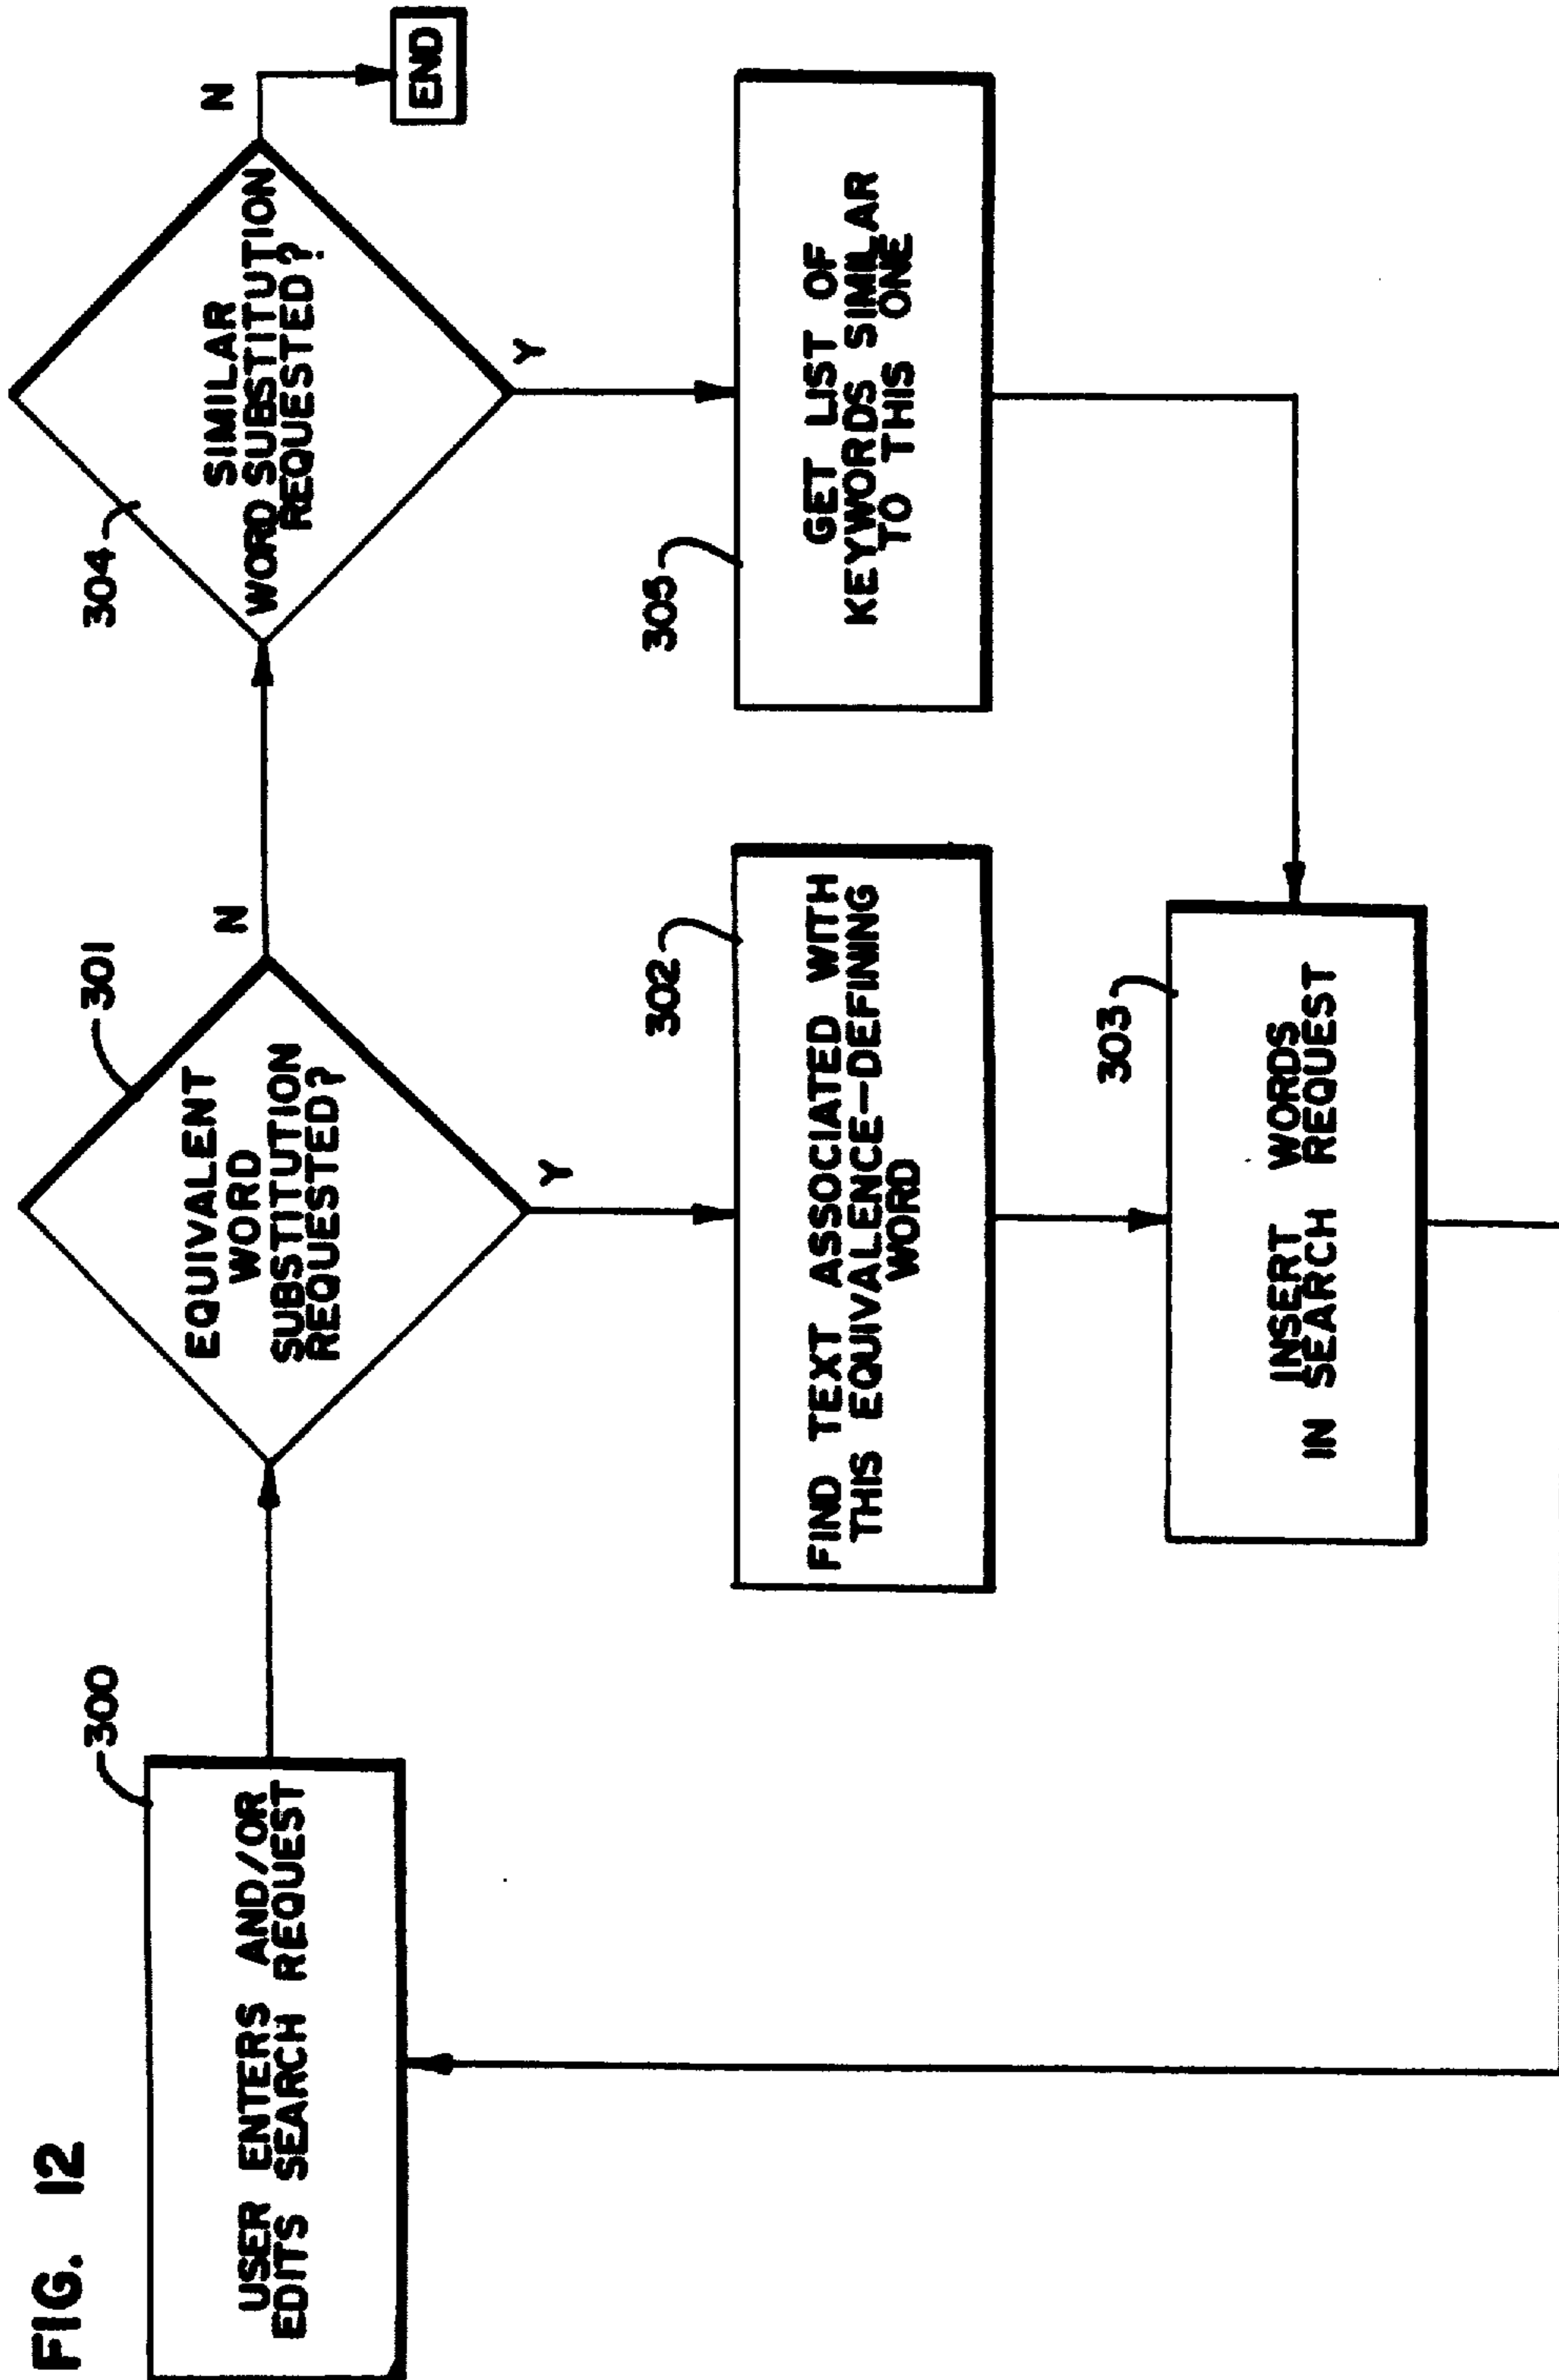 FIG. 12
300
USER ENTERS AND/OR
EDITS SEARCH REQUEST
301
EQUIVALENT
WORD
SUBSTITUTION
REQUESTED?
N
Y
304
SIMILAR
WORD SUBSTITUTION
REQUESTED?
N
END
Y
302
FIND TEXT ASSOCIATED WITH
THIS EQUIVALENCE-DEFINING
WORD
305
GET LIST OF
KEYWORDS SIMILAR
TO THIS ONE
303
INSERT WORDS
IN SEARCH REQUEST